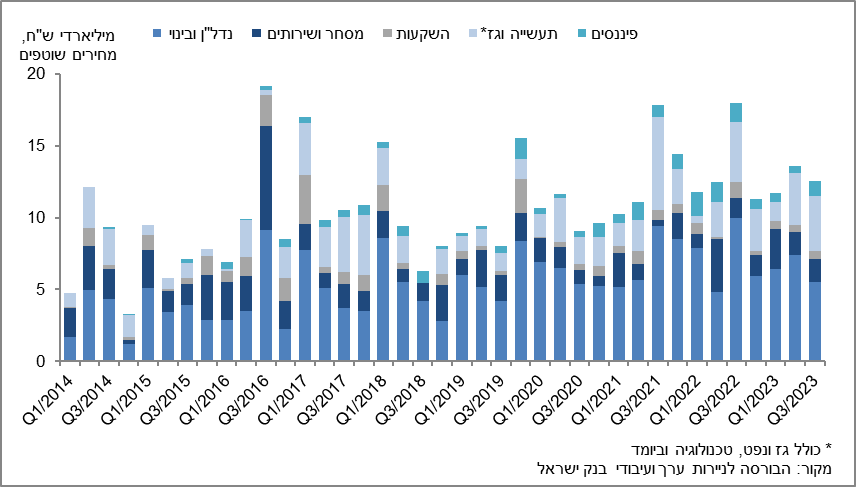 מיליארדי ש"ח,
מחירים שוטפים
נדל"ן ובינוי
מסחר ושירותים
השקעות
תעשייה וגז*
פיננסים
20
15
10
5
0
Q1/2014
Q3/2014
Q1/2015
Q3/2015
Q1/2016
Q3/2016
Q1/2017
Q3/2017
Q1/2018
Q3/2018
Q1/2019
Q3/2019
Q1/2020
Q3/2020
Q1/2021
Q3/2021
Q1/2022
Q3/2022
Q1/2023
Q3/2023
* כולל גז ונפט, טכנולוגיה וביומד
מקור: הבורסה לניירות ערך ועיבודי בנק ישראל